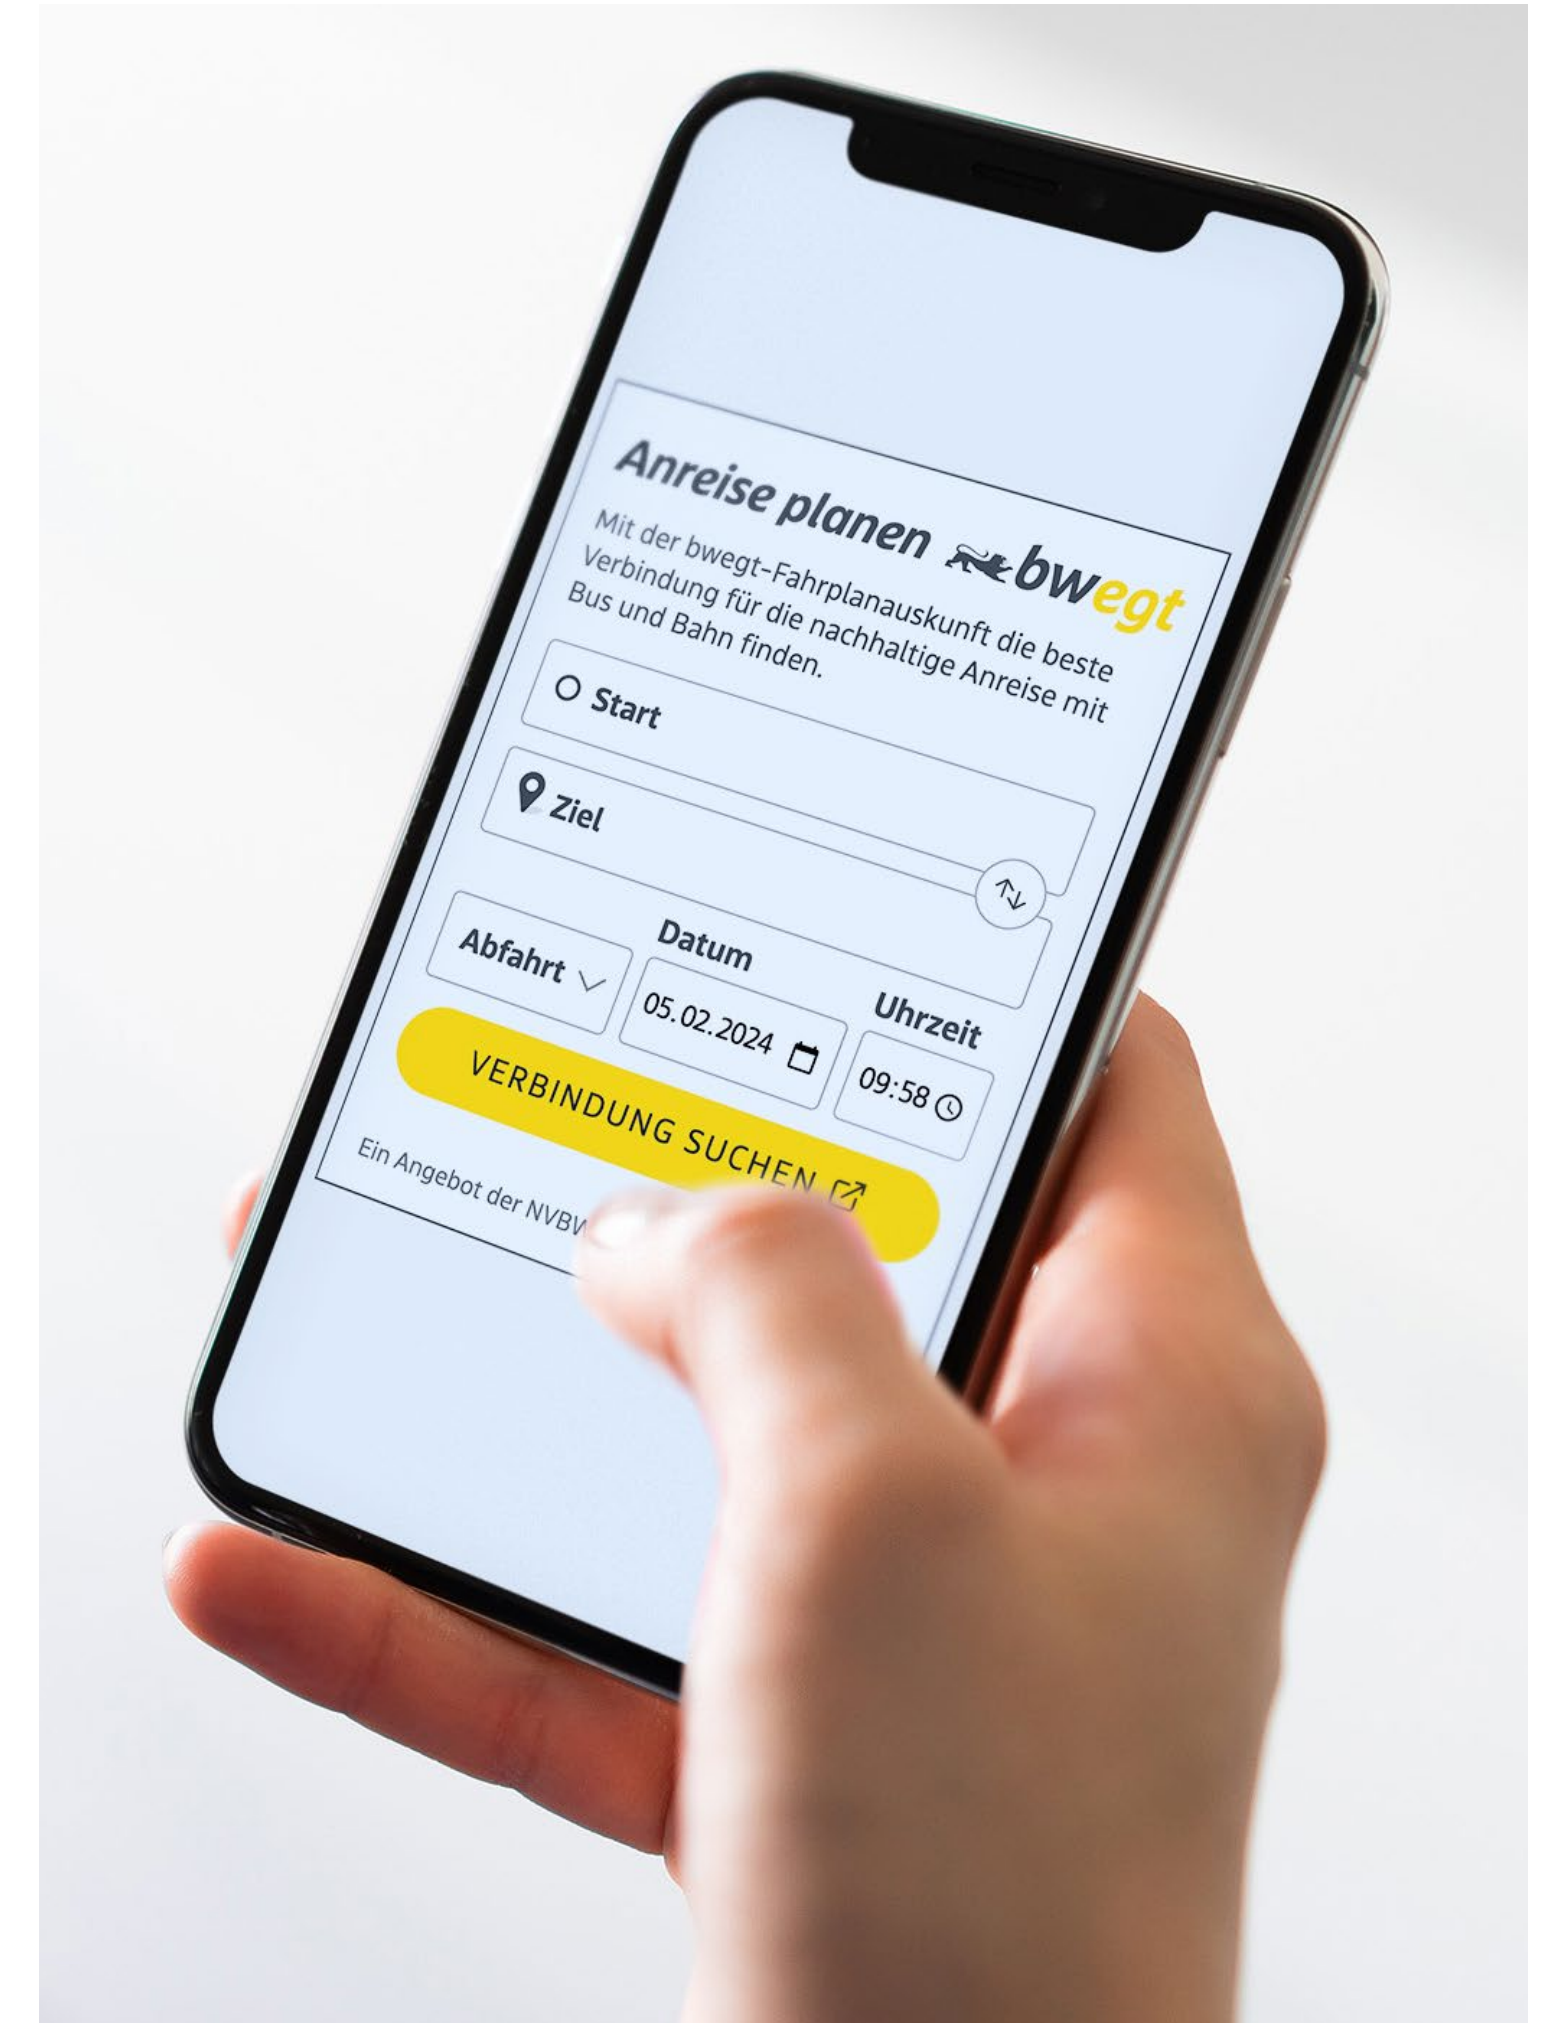 Anreise planen bwegt
Mit der bwegt-Fahrplanauskunft die beste
Verbindung für die nachhaltige Anreise mit
Bus und Bahn finden.
Start
Ziel
Abfahrt
Datum
05.02.2024
Uhrzeit
09:58
VERBINDUNG SUCHEN
Ein Angebot der NVBW